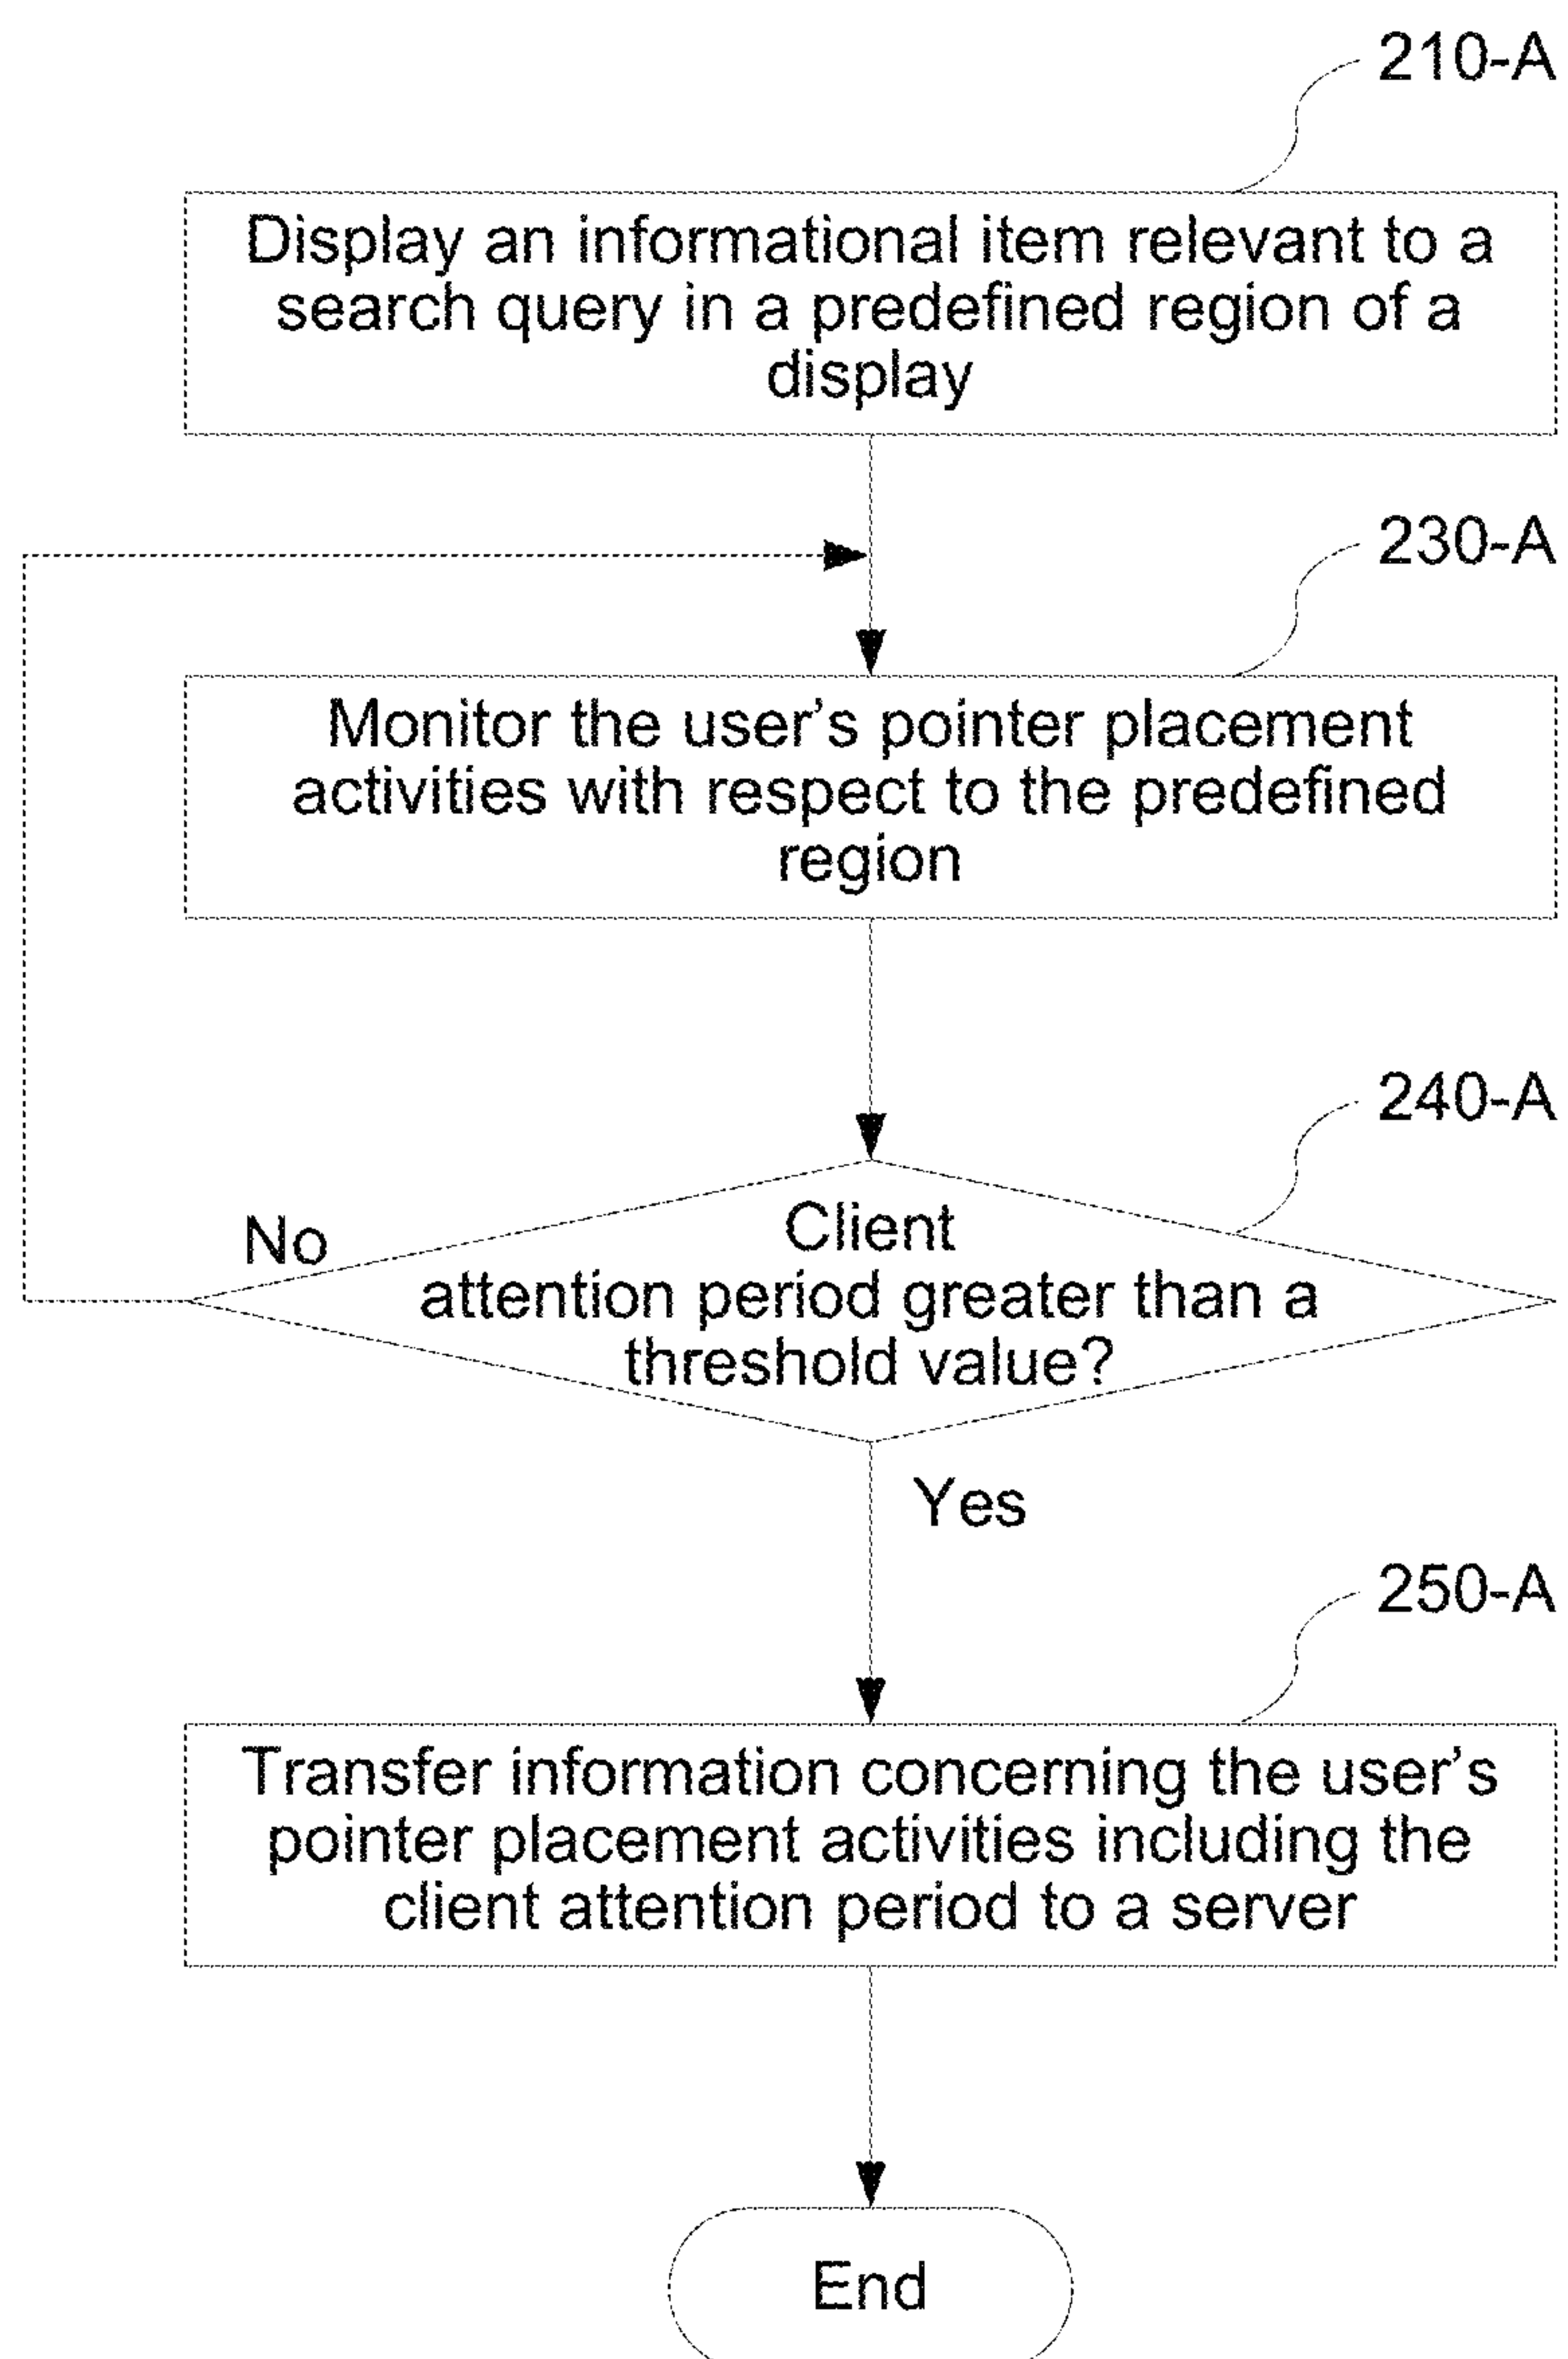 210-A
Display an informational item relevant to a
search query in a predefined region of a
display
230-A
Monitor the user's pointer placement
activities with respect to the predefined
region
240-A
No
Client
attention period greater than a
threshold value?
Yes
250-A
Transfer information concerning the user's
pointer placement activities including the
client attention period to a server
End